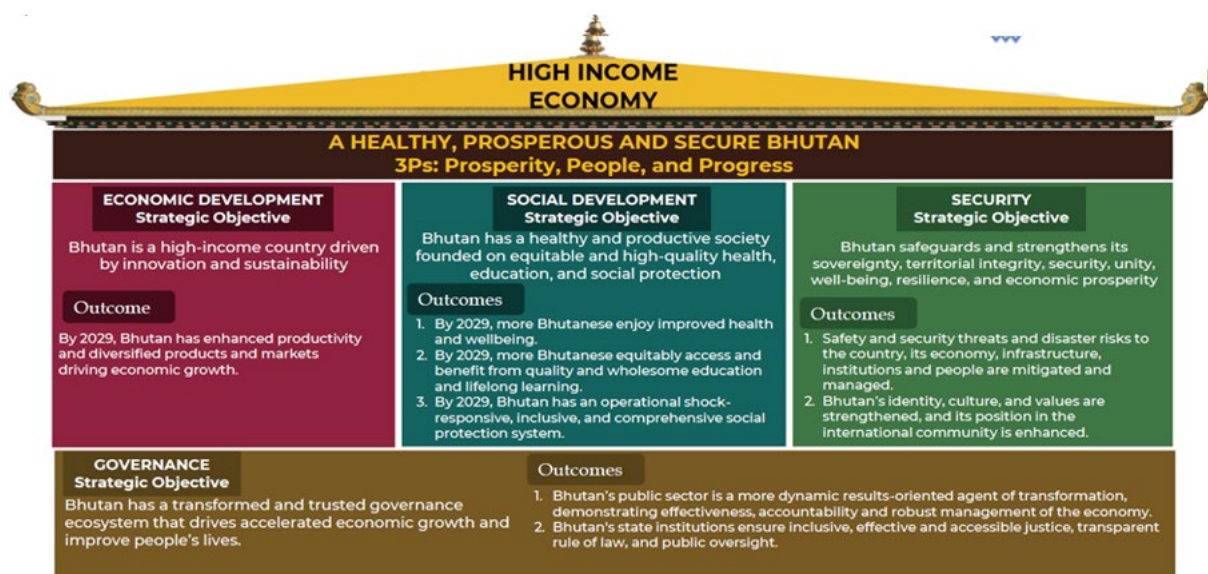 HIGH INCOME
ECONOMY
A HEALTHY, PROSPEROUS AND SECURE BHUTAN
3Ps: Prosperity, People, and Progress
ECONOMIC DEVELOPMENT
Strategic Objective
Bhutan is a high-income country driven
by innovation and sustainability
Outcome
By 2029, Bhutan has enhanced productivity
and diversified products and markets
driving economic growth.
SOCIAL DEVELOPMENT
Strategic Objective
Bhutan has a healthy and productive society
founded on equitable and high-quality health,
education, and social protection
Outcomes
1. By 2029, more Bhutanese enjoy improved health
and wellbeing.
2. By 2029, more Bhutanese equitably access and
benefit from quality and wholesome education
and lifelong learning.
3. By 2029, Bhutan has an operational shock-
responsive, inclusive, and comprehensive social
protection system.
SECURITY
Strategic Objective
Bhutan safeguards and strengthens its
sovereignty, territorial integrity, security, unity,
well-being, resilience, and economic prosperity
Outcomes
1. Safety and security threats and disaster risks to
the country, its economy, infrastructure,
institutions and people are mitigated and
managed.
2. Bhutan's identity, culture, and values are
strengthened, and its position in the
international community is enhanced.
GOVERNANCE
Strategic Objective
Bhutan has a transformed and trusted governance
ecosystem that drives accelerated economic growth and
improve people's lives.
Outcomes
1. Bhutan's public sector is a more dynamic results-oriented agent of transformation,
demonstrating effectiveness, accountability and robust management of the economy.
2. Bhutan's state institutions ensure inclusive, effective and accessible justice, transparent
rule of law, and public oversight.